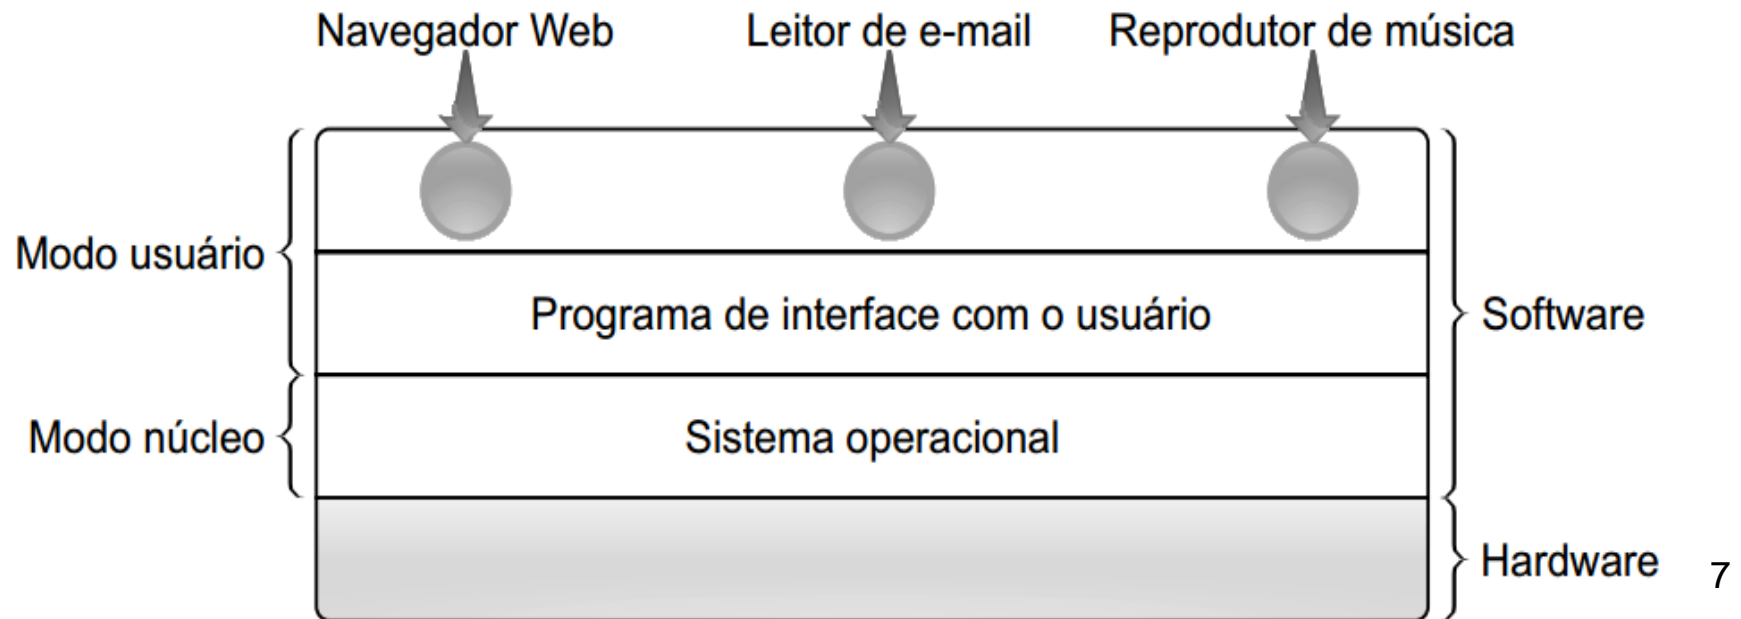 Navegador Web
Leitor de e-mail
Reprodutor de música
Modo usuário
Programa de interface com o usuário
Software
Modo núcleo
Sistema operacional
Hardware
7